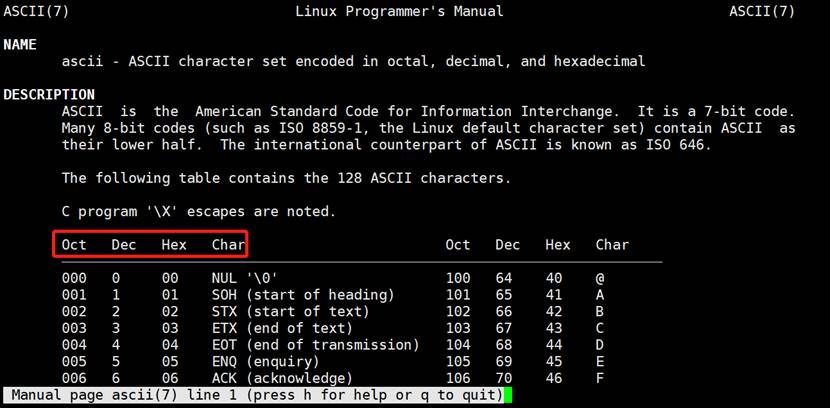 ASCII(7) Linux Programmer's Manual ASCII(7)
NAME
ascii - ASCII character set encoded in octal, decimal, and hexadecimal
DESCRIPTION
ASCII is the American Standard Code for Information Interchange. It is a 7-bit code.
Many 8-bit codes (such as ISO 8859-1, the Linux default character set) contain ASCII as
their lower half. The international counterpart of ASCII is known as ISO 646.
The following table contains the 128 ASCII characters.
C program '\X' escapes are noted.
Oct Dec Hex Char Oct Dec Hex Char
000 0 00 NUL '\0' 100 64 40 @
001 1 01 SOH (start of heading) 101 65 41 A
002 2 02 STX (start of text) 102 66 42 B
003 3 03 ETX (end of text) 103 67 43 C
004 4 04 EOT (end of transmission) 104 68 44 D
005 5 05 ENQ (enquiry) 105 69 45 E
006 6 06 ACK (acknowledge) 106 70 46 F
Manual page ascii(7) line 1 (press h for help or q to quit)